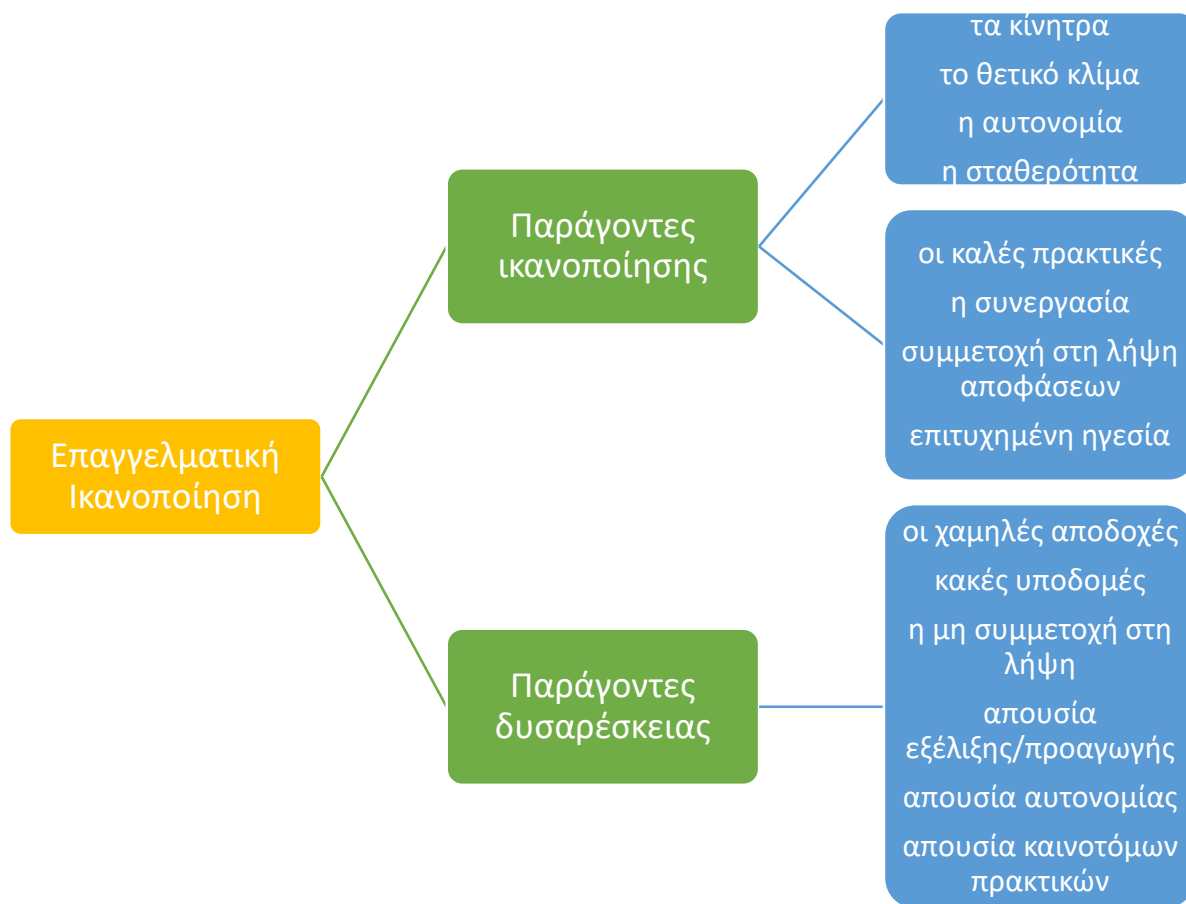 Επαγγελματική
Ικανοποίηση
Παράγοντες
ικανοποίησης
τα κίνητρα
το θετικό κλίμα
η αυτονομία
η σταθερότητα
οι καλές πρακτικές
η συνεργασία
συμμετοχή στη λήψη
αποφάσεων
επιτυχημένη ηγεσία
Παράγοντες
δυσαρέσκειας
οι χαμηλές αποδοχές
κακές υποδομές
η μη συμμετοχή στη
λήψη
απουσία
εξέλιξης/προαγωγής
απουσία αυτονομίας
απουσία καινοτόμων
πρακτικών